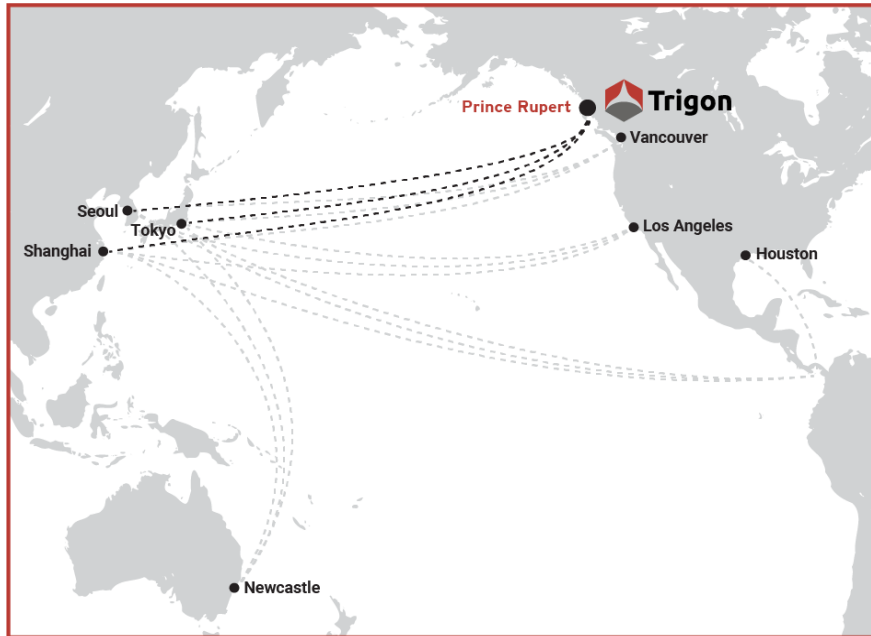 Prince Rupert
Trigon
Vancouver
Seoul
Tokyo
Los Angeles
Shanghai
Houston
Newcastle